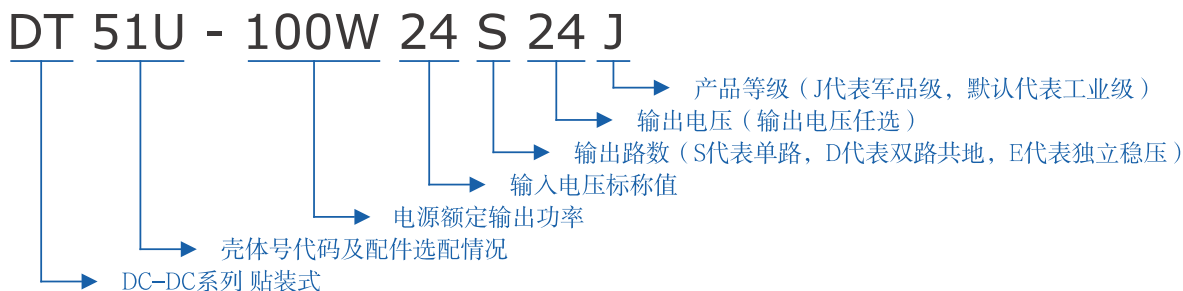 DT 51U - 100W 24 S 24 J
产品等级（J代表军品级，默认代表工业级）
输出电压（输出电压任选）
输出路数（S代表单路，D代表双路共地，E代表独立稳压）
输入电压标称值
电源额定输出功率
壳体号代码及配件选配情况
DC-DC系列 贴装式